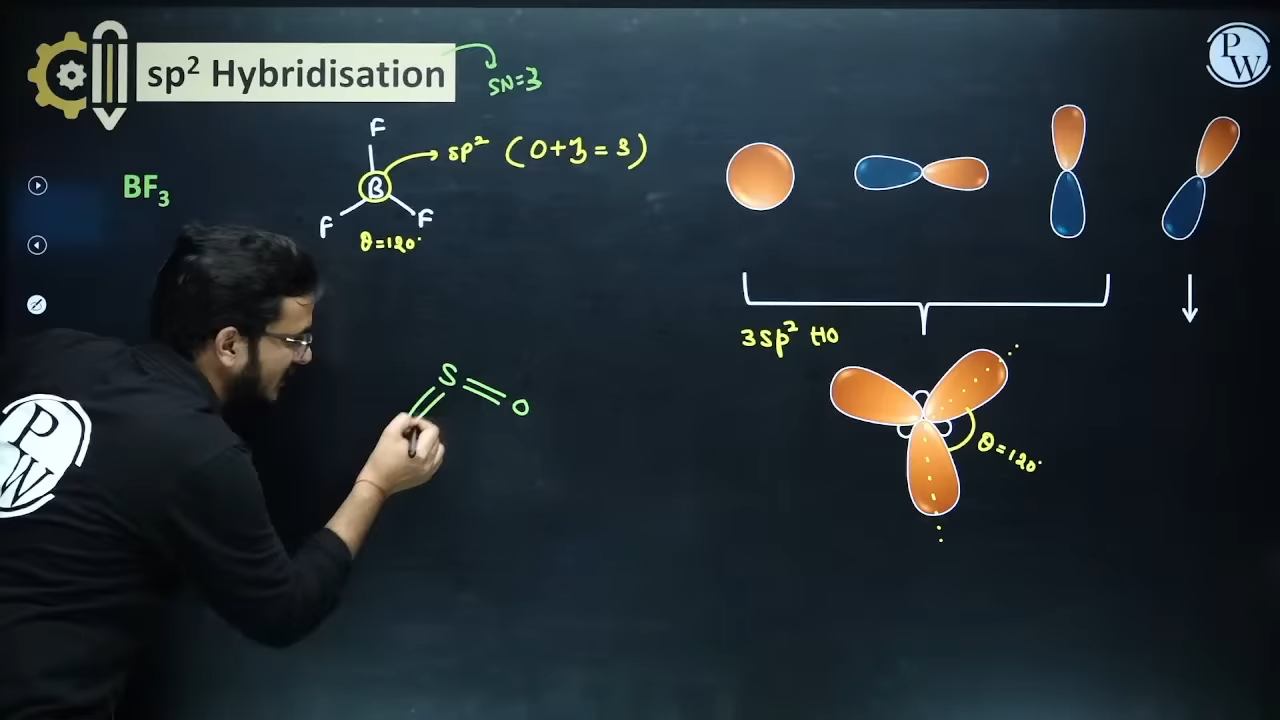 sp² Hybridisation
SN=3
PW
BF₃
F
B
F
F
θ=120°
sp² (0+3=3)
3sp² HO
θ=120°
S
O
PW